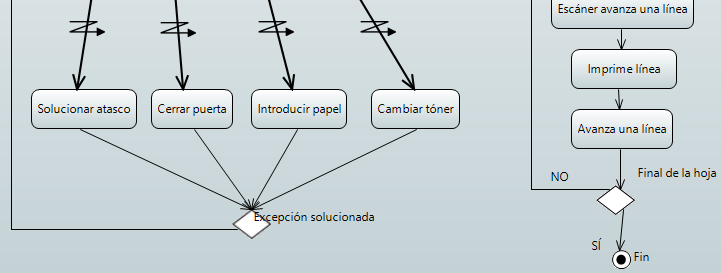 Escáner avanza una línea
Imprime línea
Solucionar atasco
Cerrar puerta
Introducir papel
Cambiar tóner
Avanza una línea
Final de la hoja
NO
Excepción solucionada
SÍ
Fin